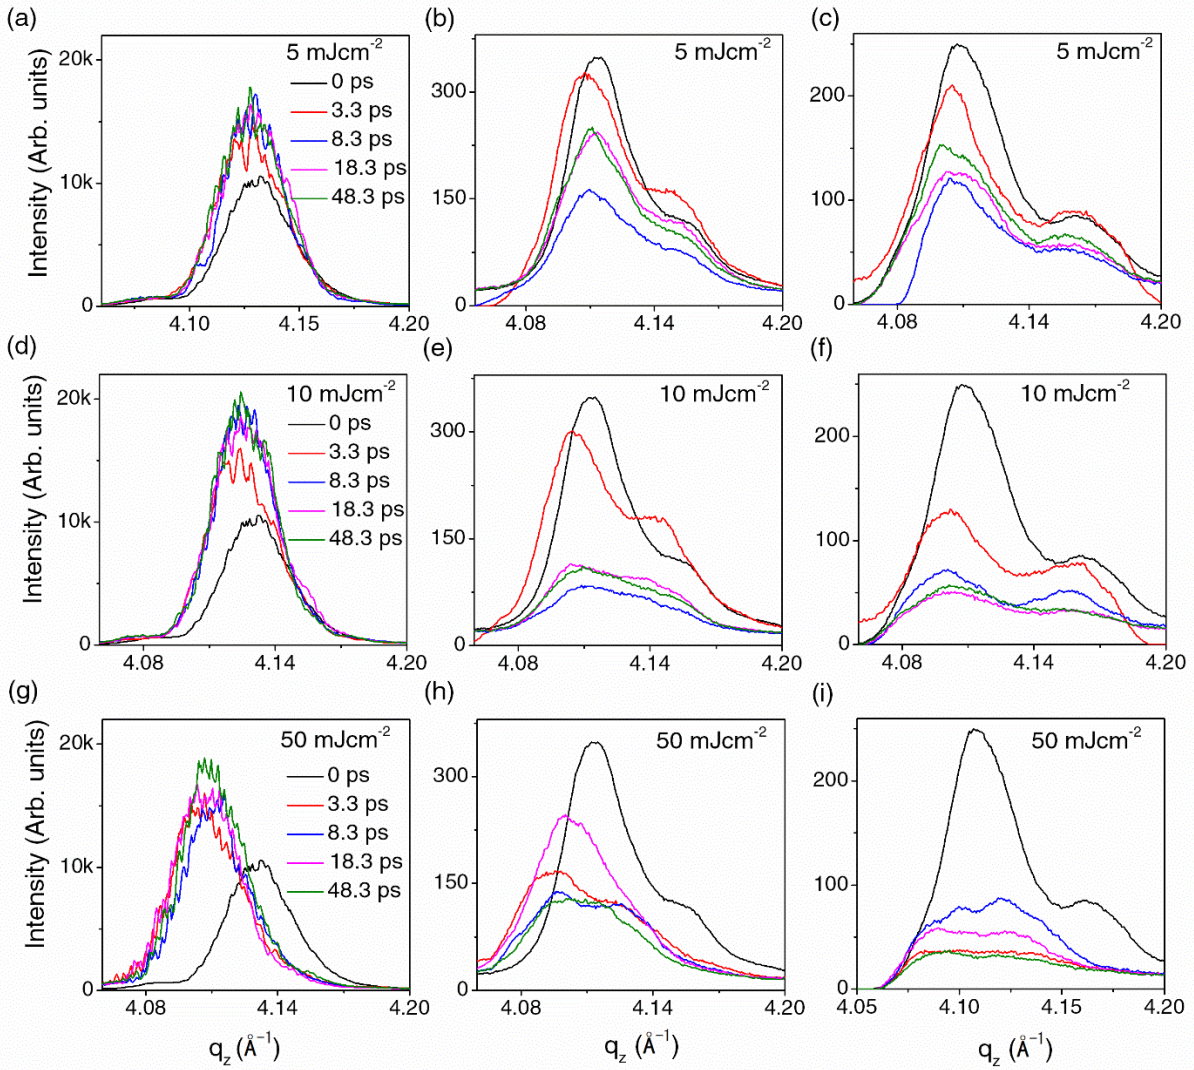 (a)
(b)
(c)
Intensity (Arb. units)
20k
10k
0
5 mJcm-2
0 ps
3.3 ps
8.3 ps
18.3 ps
48.3 ps
4.10
4.15
4.20
300
150
0
5 mJcm-2
4.08
4.14
4.20
200
100
0
5 mJcm-2
4.08
4.14
4.20
(d)
(e)
(f)
Intensity (Arb. units)
20k
10k
0
10 mJcm-2
0 ps
3.3 ps
8.3 ps
18.3 ps
48.3 ps
4.08
4.14
4.20
300
150
0
10 mJcm-2
4.08
4.14
4.20
200
100
0
10 mJcm-2
4.08
4.14
4.20
(g)
(h)
(i)
Intensity (Arb. units)
20k
10k
0
50 mJcm-2
0 ps
3.3 ps
8.3 ps
18.3 ps
48.3 ps
4.08
4.14
4.20
qz (Å−1)
300
150
0
50 mJcm-2
4.08
4.14
4.20
qz (Å−1)
200
100
0
50 mJcm-2
4.05
4.10
4.15
4.20
qz (Å−1)